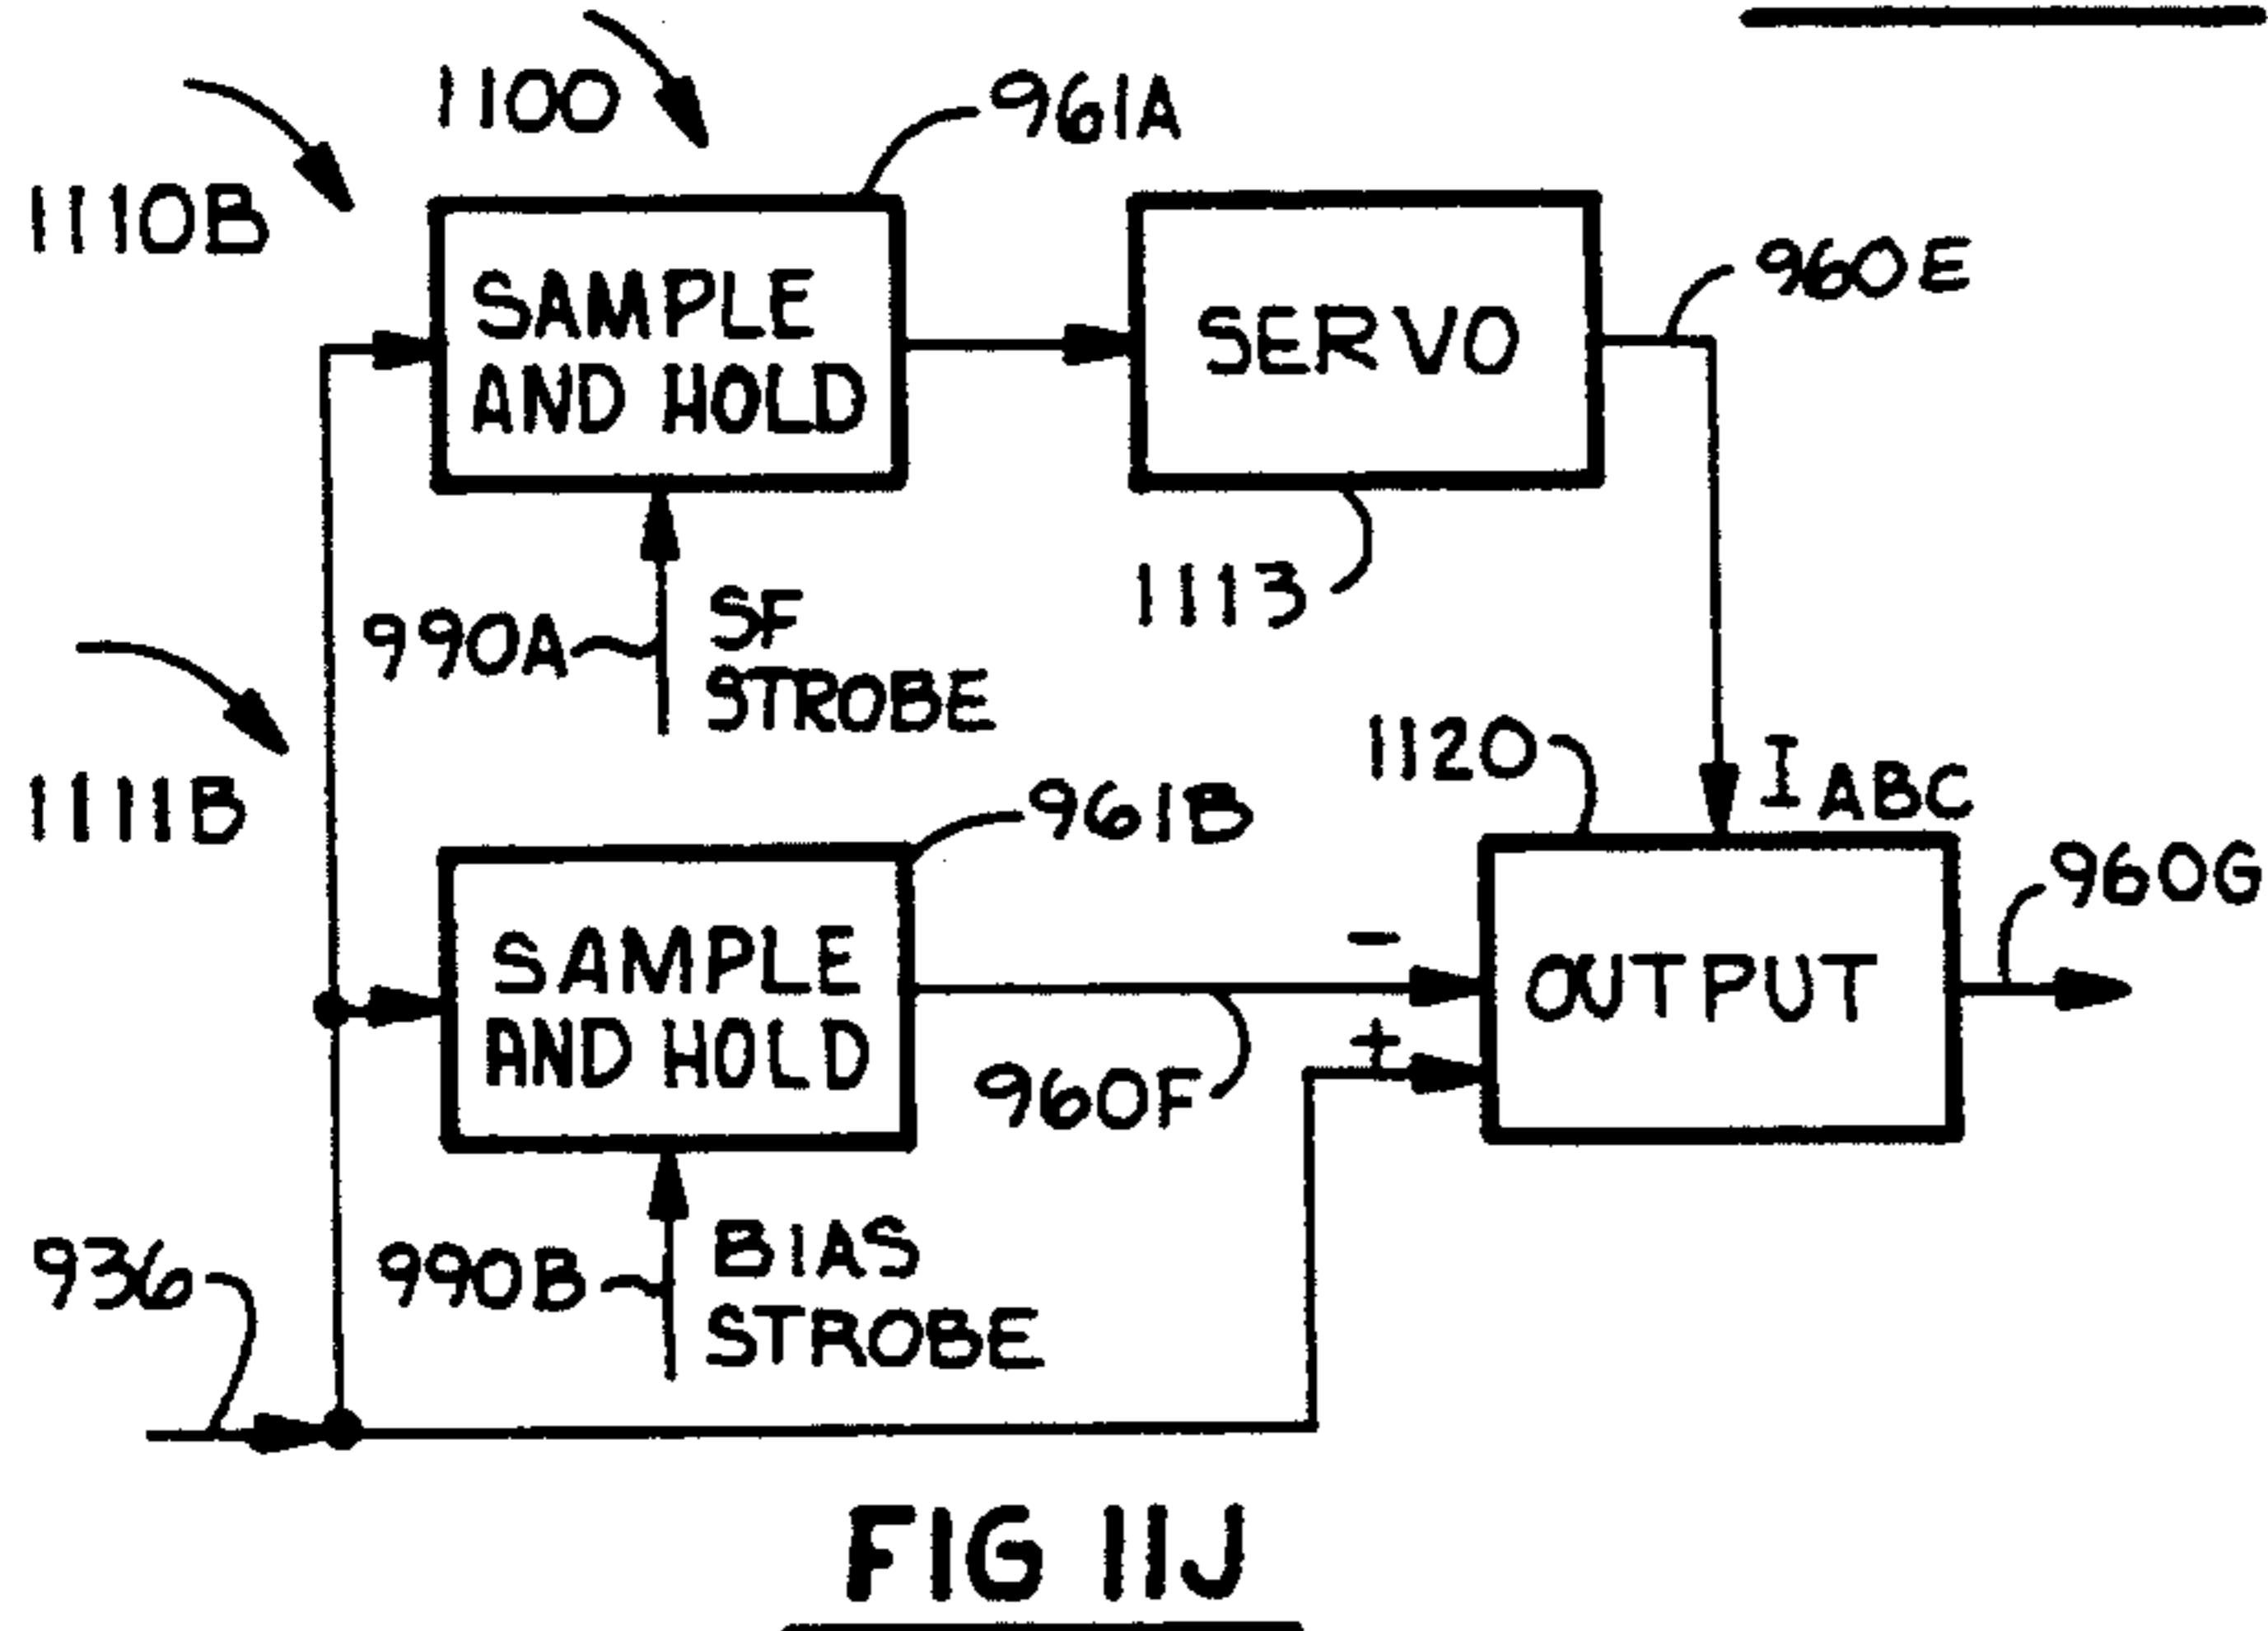 1100
961A
1110B
SAMPLE
AND HOLD
SERVO
960E
990A
SF
STROBE
1113
1111B
961B
1120
I ABC
960G
SAMPLE
AND HOLD
-
OUTPUT
+
960F
936
990B
BIAS
STROBE
FIG 11J